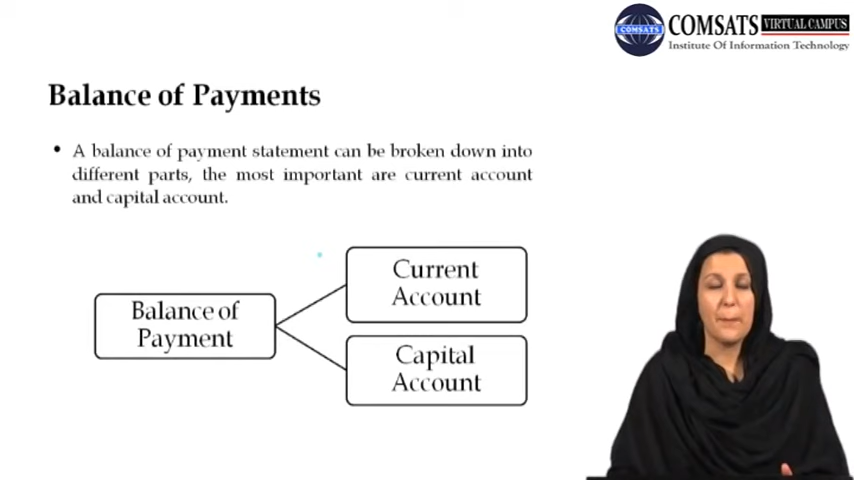 COMSATS
COMSATS VIRTUAL CAMPUS
Institute Of Information Technology
Balance of Payments
• A balance of payment statement can be broken down into
different parts, the most important are current account
and capital account.
Balance of
Payment
Current
Account
Capital
Account